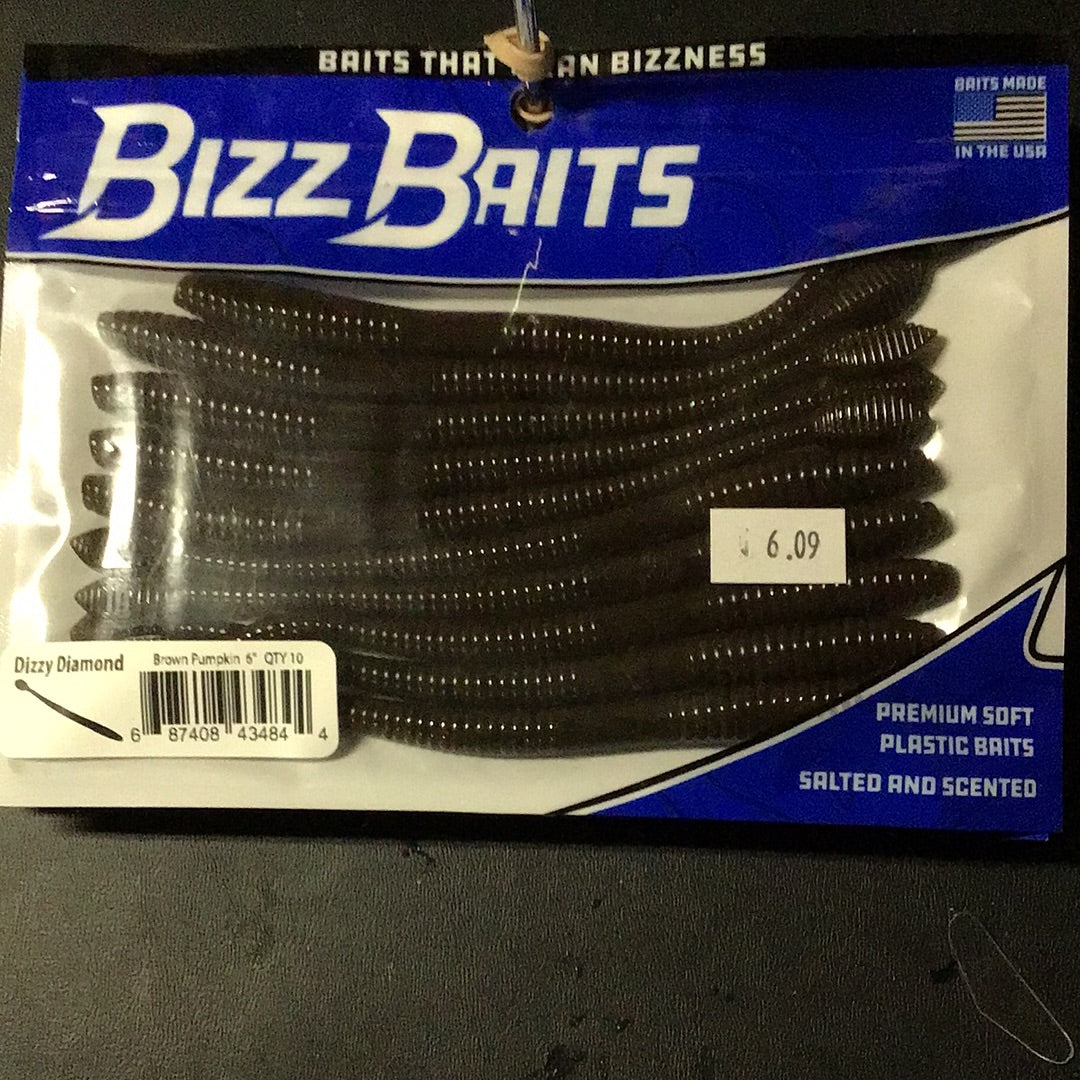 BAITS THAT AN BIZZNESS
BIZZ BAITS
BAITS MADE
IN THE USA
6.09
Dizzy Diamond
Brown Pumpkin 6" QTY 10
6 87408 43484 4
PREMIUM SOFT
PLASTIC BAITS
SALTED AND SCENTED